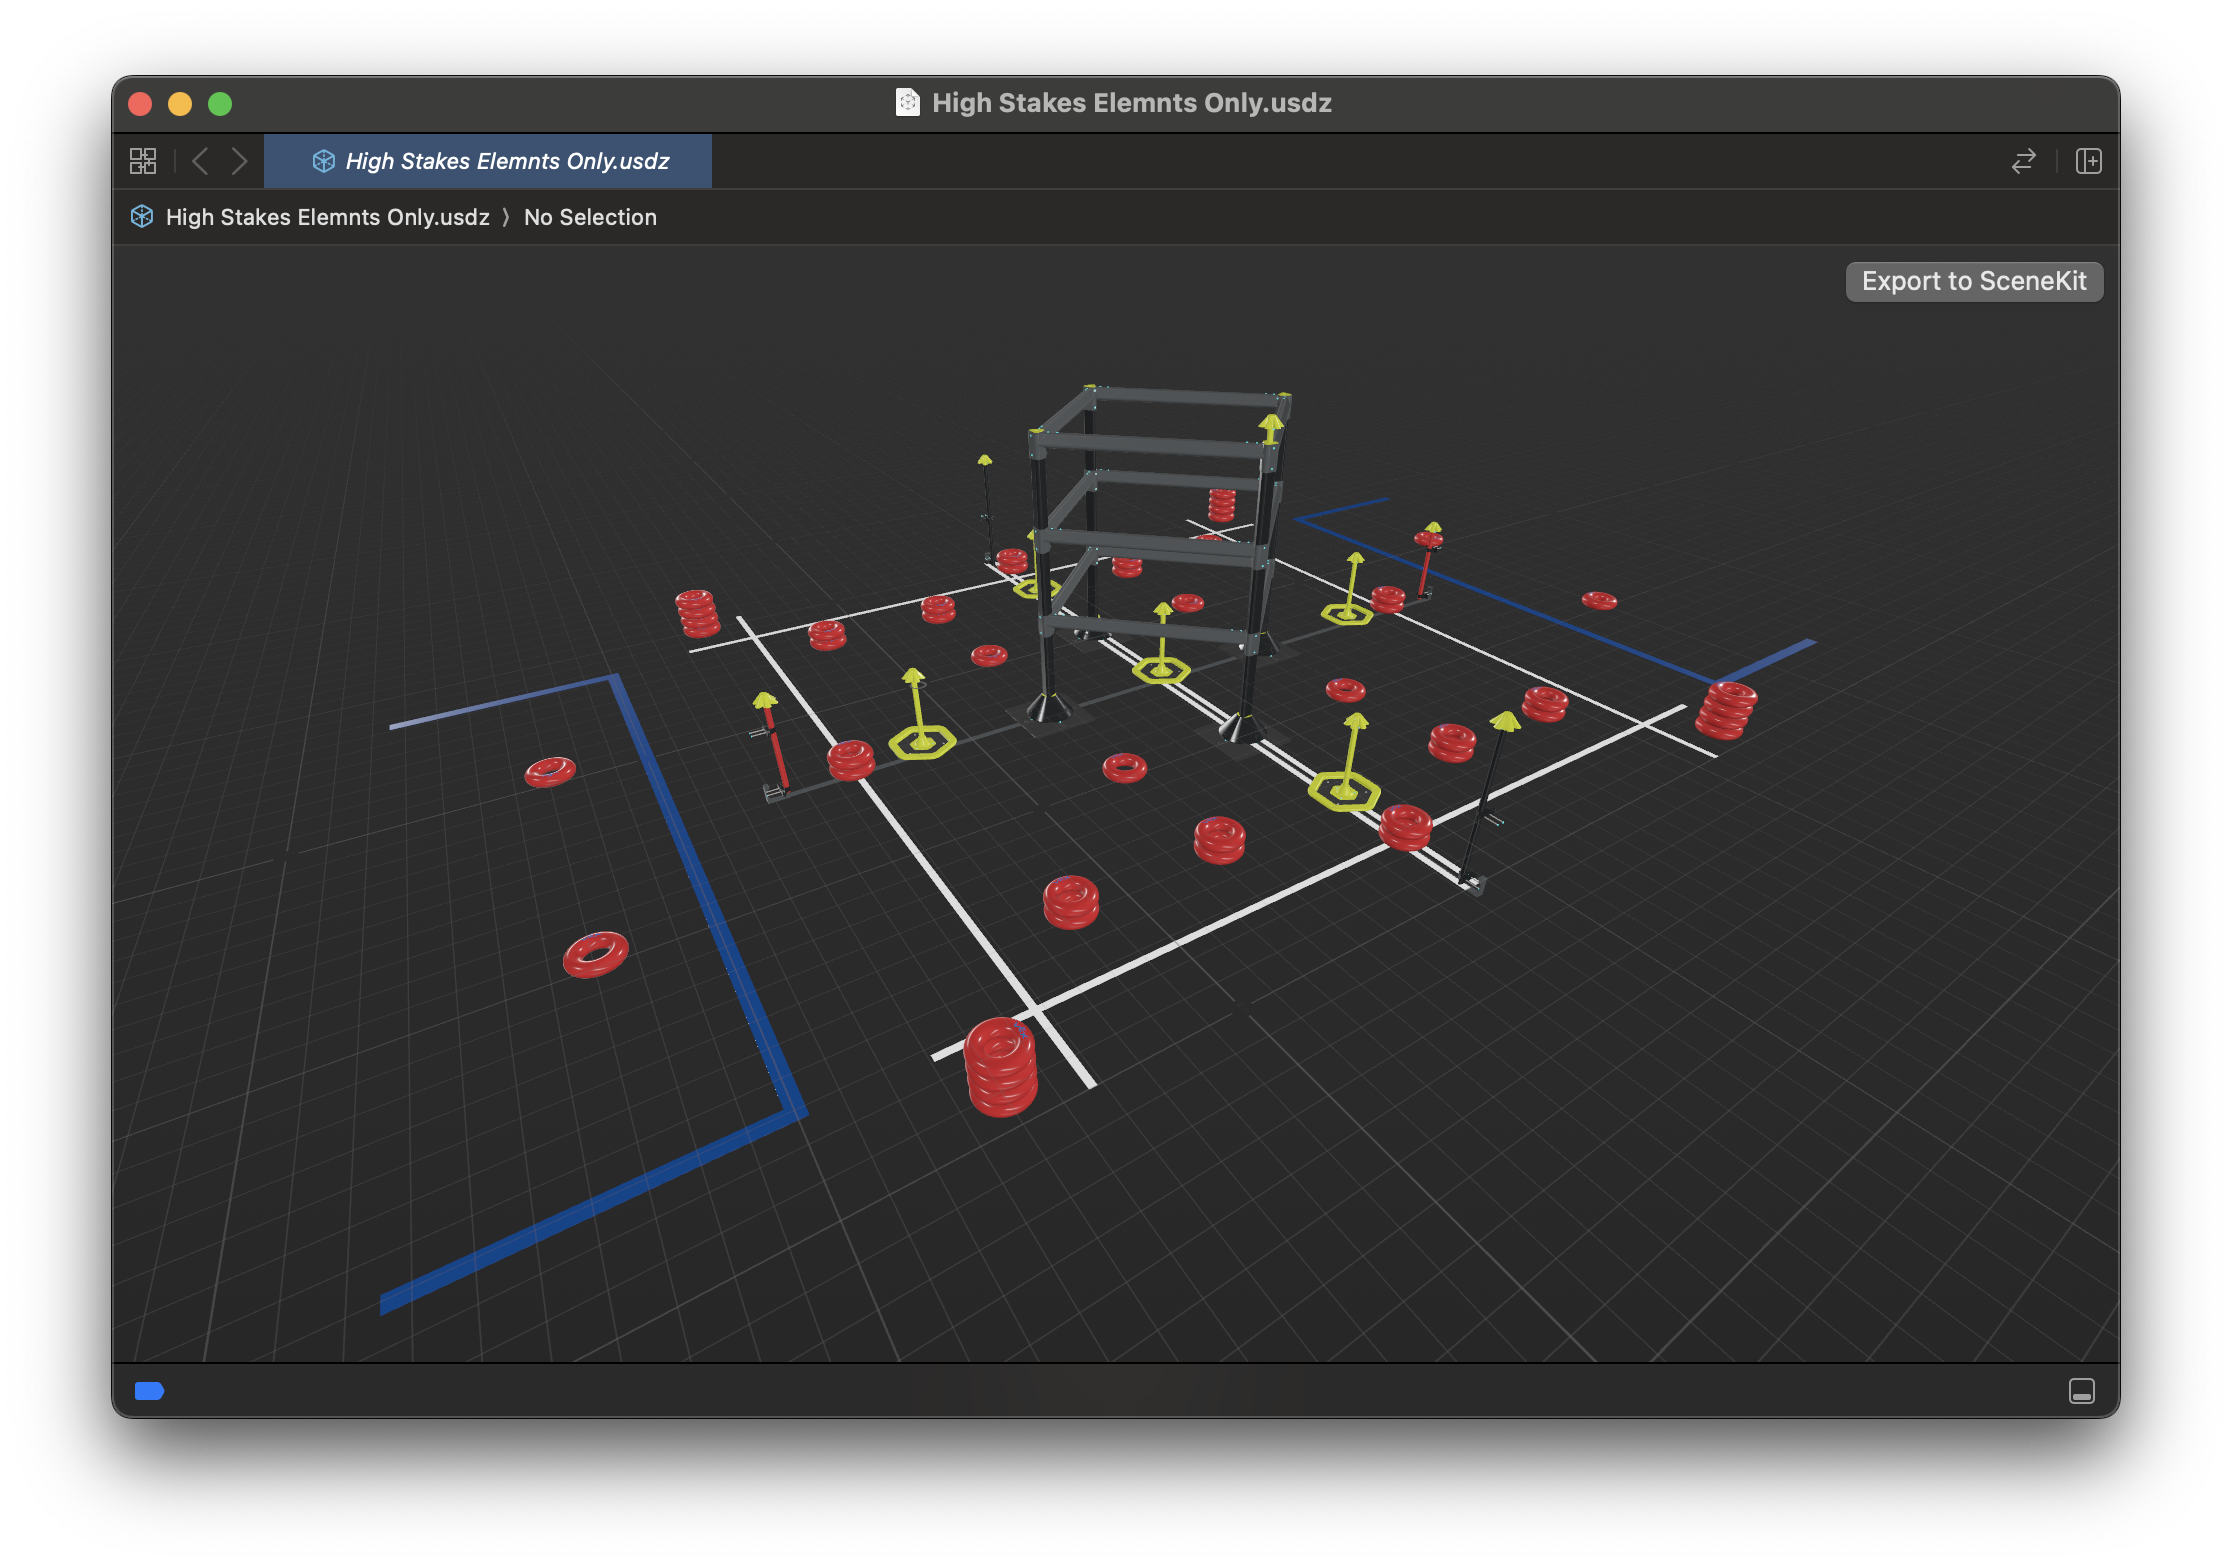 High Stakes Elemnts Only.usdz
High Stakes Elemnts Only.usdz
High Stakes Elemnts Only.usdz 〉 No Selection
Export to SceneKit